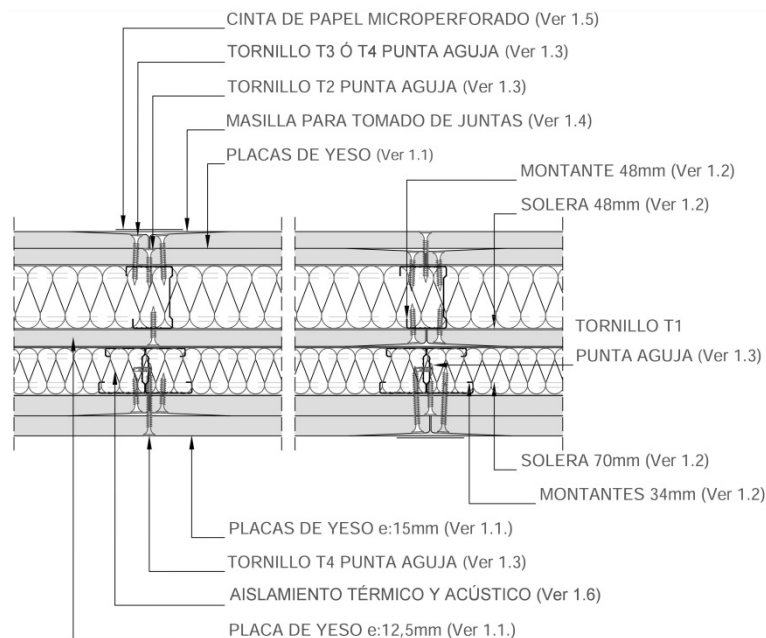 CINTA DE PAPEL MICROPERFORADO (Ver 1.5)
TORNILLO T3 Ó T4 PUNTA AGUJA (Ver 1.3)
TORNILLO T2 PUNTA AGUJA (Ver 1.3)
MASILLA PARA TOMADO DE JUNTAS (Ver 1.4)
PLACAS DE YESO (Ver 1.1)
MONTANTE 48mm (Ver 1.2)
SOLERA 48mm (Ver 1.2)
TORNILLO T1
PUNTA AGUJA (Ver 1.3)
SOLERA 70mm (Ver 1.2)
MONTANTES 34mm (Ver 1.2)
PLACAS DE YESO e:15mm (Ver 1.1.)
TORNILLO T4 PUNTA AGUJA (Ver 1.3)
AISLAMIENTO TÉRMICO Y ACÚSTICO (Ver 1.6)
PLACA DE YESO e:12,5mm (Ver 1.1.)